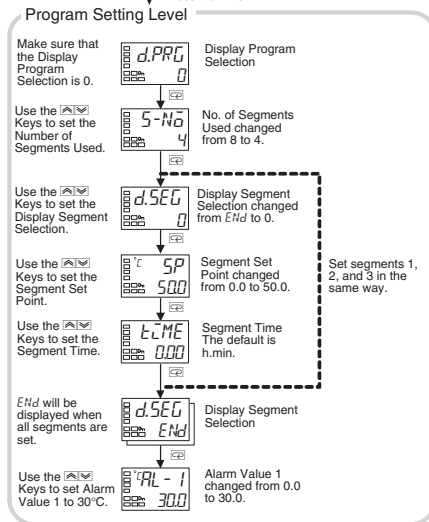 Program Setting Level
Make sure that
the Display
Program
Selection is 0.
d.PRG
0
Display Program
Selection
Use the
Keys to set the
Number of
Segments Used.
S-No
4
No. of Segments
Used changed
from 8 to 4.
Use the
Keys to set the
Display Segment
Selection.
d.SEG
0
Display Segment
Selection changed
from ENd to 0.
Use the
Keys to set the
Segment Set
Point.
°C SP
50.0
Segment Set
Point changed
from 0.0 to 50.0.
Set segments 1,
2, and 3 in the
same way.
Use the
Keys to set the
Segment Time.
tIME
0.00
Segment Time
The default is
h.min.
ENd will be
displayed when
all segments are
set.
d.SEG
ENd
Display Segment
Selection
Use the
Keys to set Alarm
Value 1 to 30°C.
°C AL-1
30.0
Alarm Value 1
changed from 0.0
to 30.0.